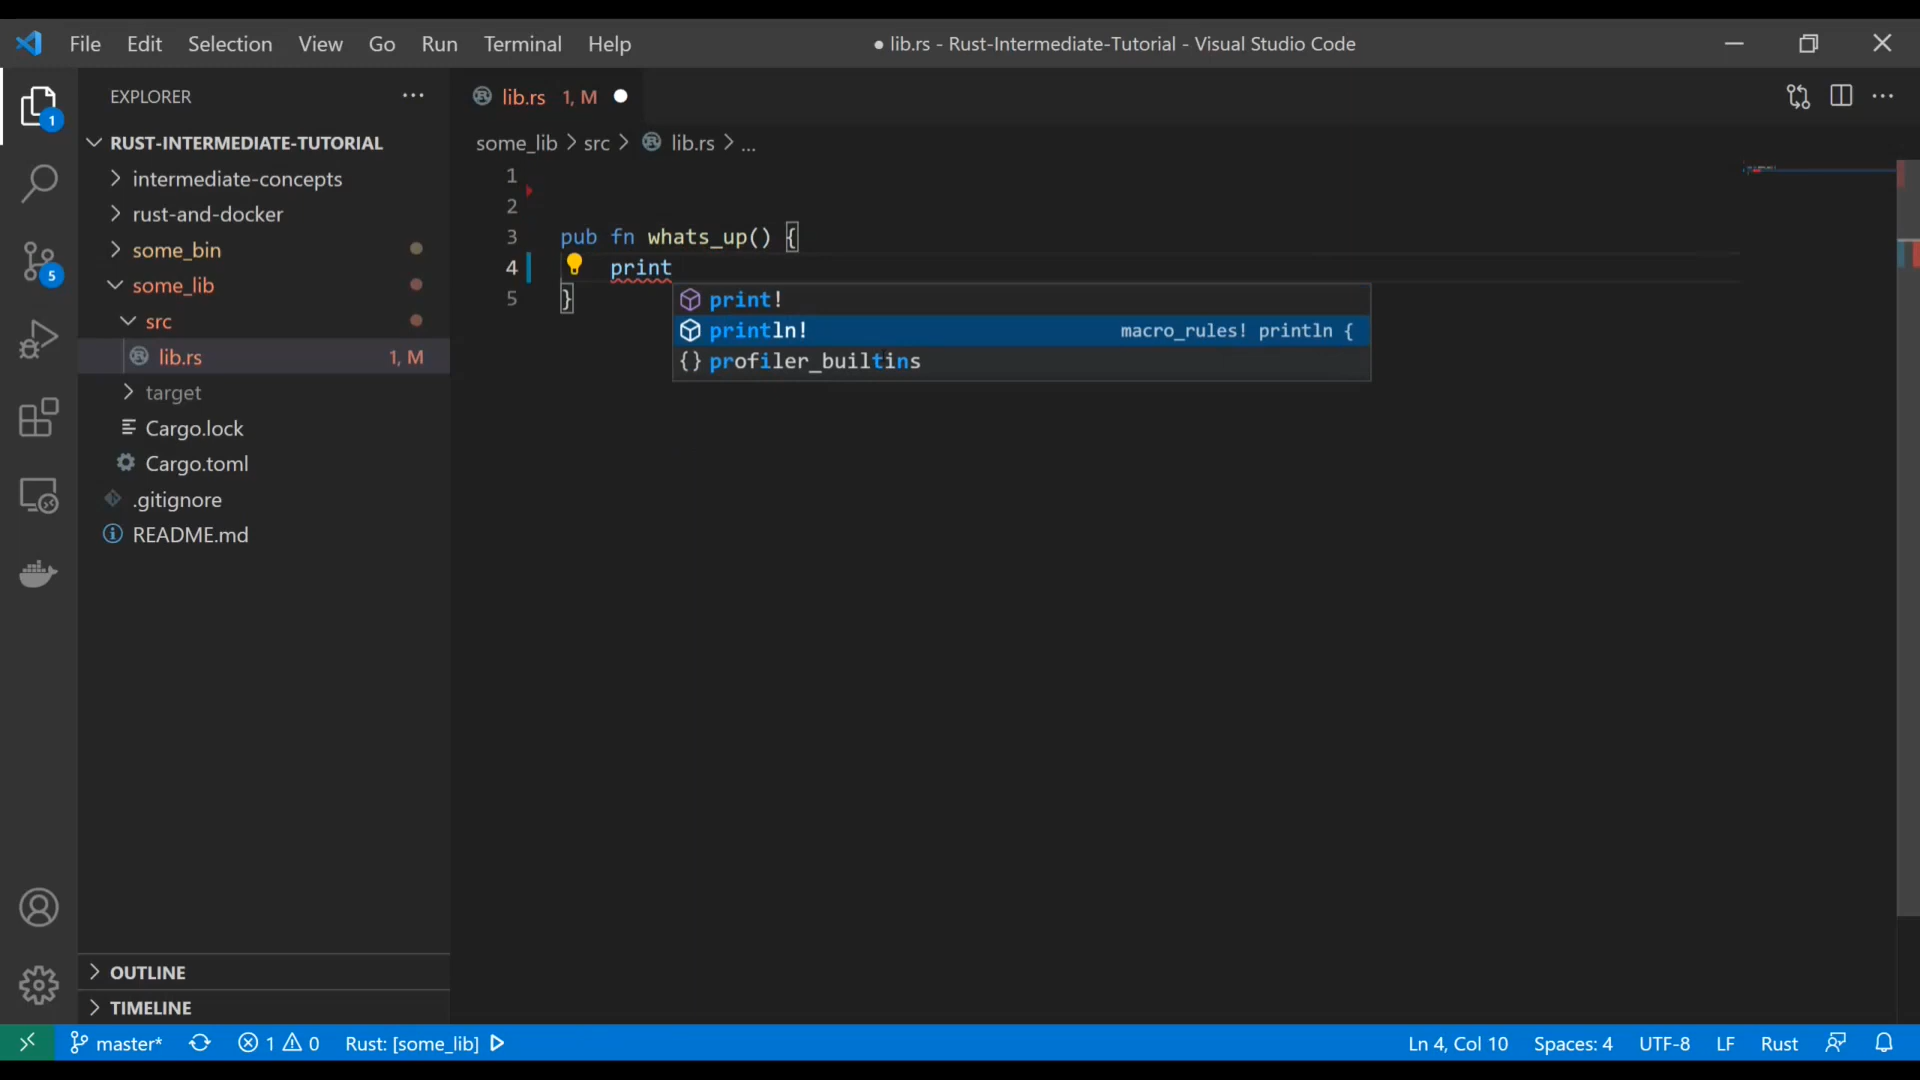 File Edit Selection View Go Run Terminal Help
● lib.rs - Rust-Intermediate-Tutorial - Visual Studio Code
EXPLORER
lib.rs 1, M
1
RUST-INTERMEDIATE-TUTORIAL
some_lib > src > lib.rs > ...
intermediate-concepts
rust-and-docker
some_bin
some_lib
src
lib.rs 1, M
target
Cargo.lock
Cargo.toml
.gitignore
README.md
5
1
2
3 pub fn whats_up() {
4 print
5 }
print!
println! macro_rules! println {
{} profiler_builtins
OUTLINE
TIMELINE
master* 1 0 Rust: [some_lib] Ln 4, Col 10 Spaces: 4 UTF-8 LF Rust